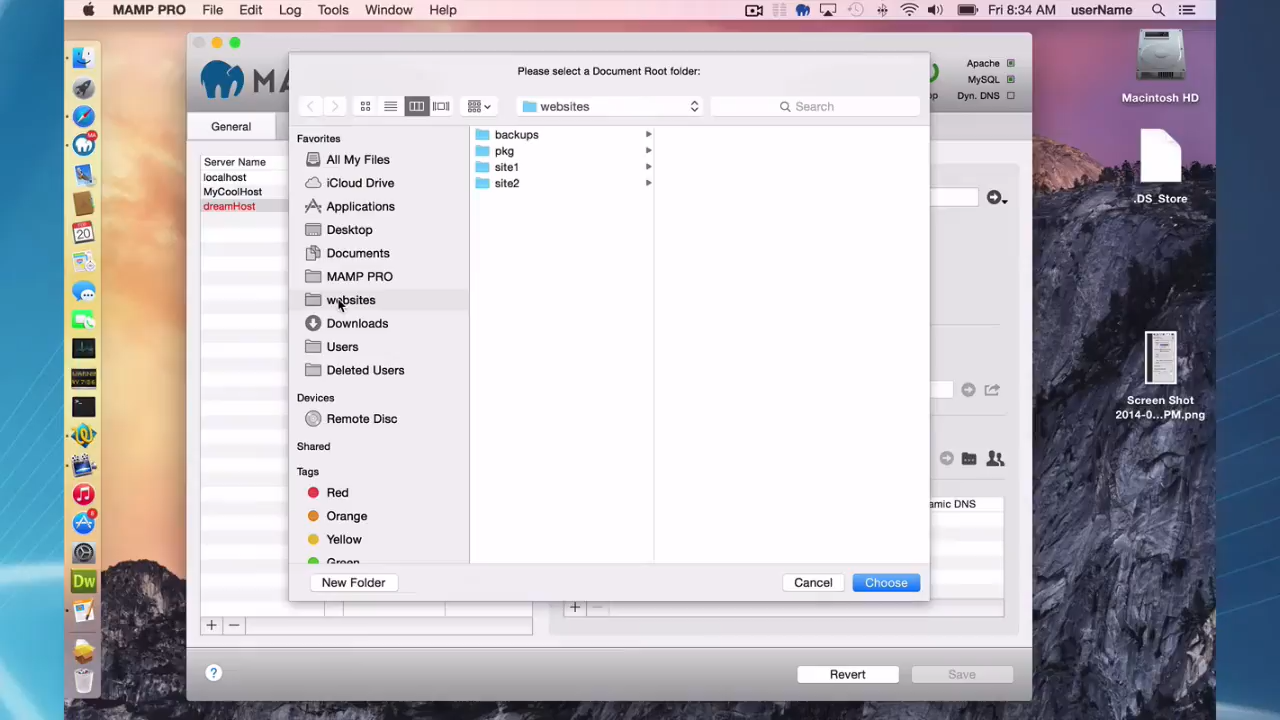 MAMP PRO File Edit Log Tools Window Help Fri 8:34 AM userName
Please select a Document Root folder:
websites
Search
MA
Apache
MySQL
Dyn. DNS
General
Server Name
localhost
MyCoolHost
dreamHost
Favorites
All My Files
iCloud Drive
Applications
Desktop
Documents
MAMP PRO
websites
Downloads
Users
Deleted Users
Devices
Remote Disc
Shared
Tags
Red
Orange
Yellow
Green
backups
pkg
site1
site2
amic DNS
New Folder
Cancel
Choose
+ −
+ −
?
Revert
Save
Macintosh HD
.DS_Store
Screen Shot
2014-0...PM.png
20
Dw